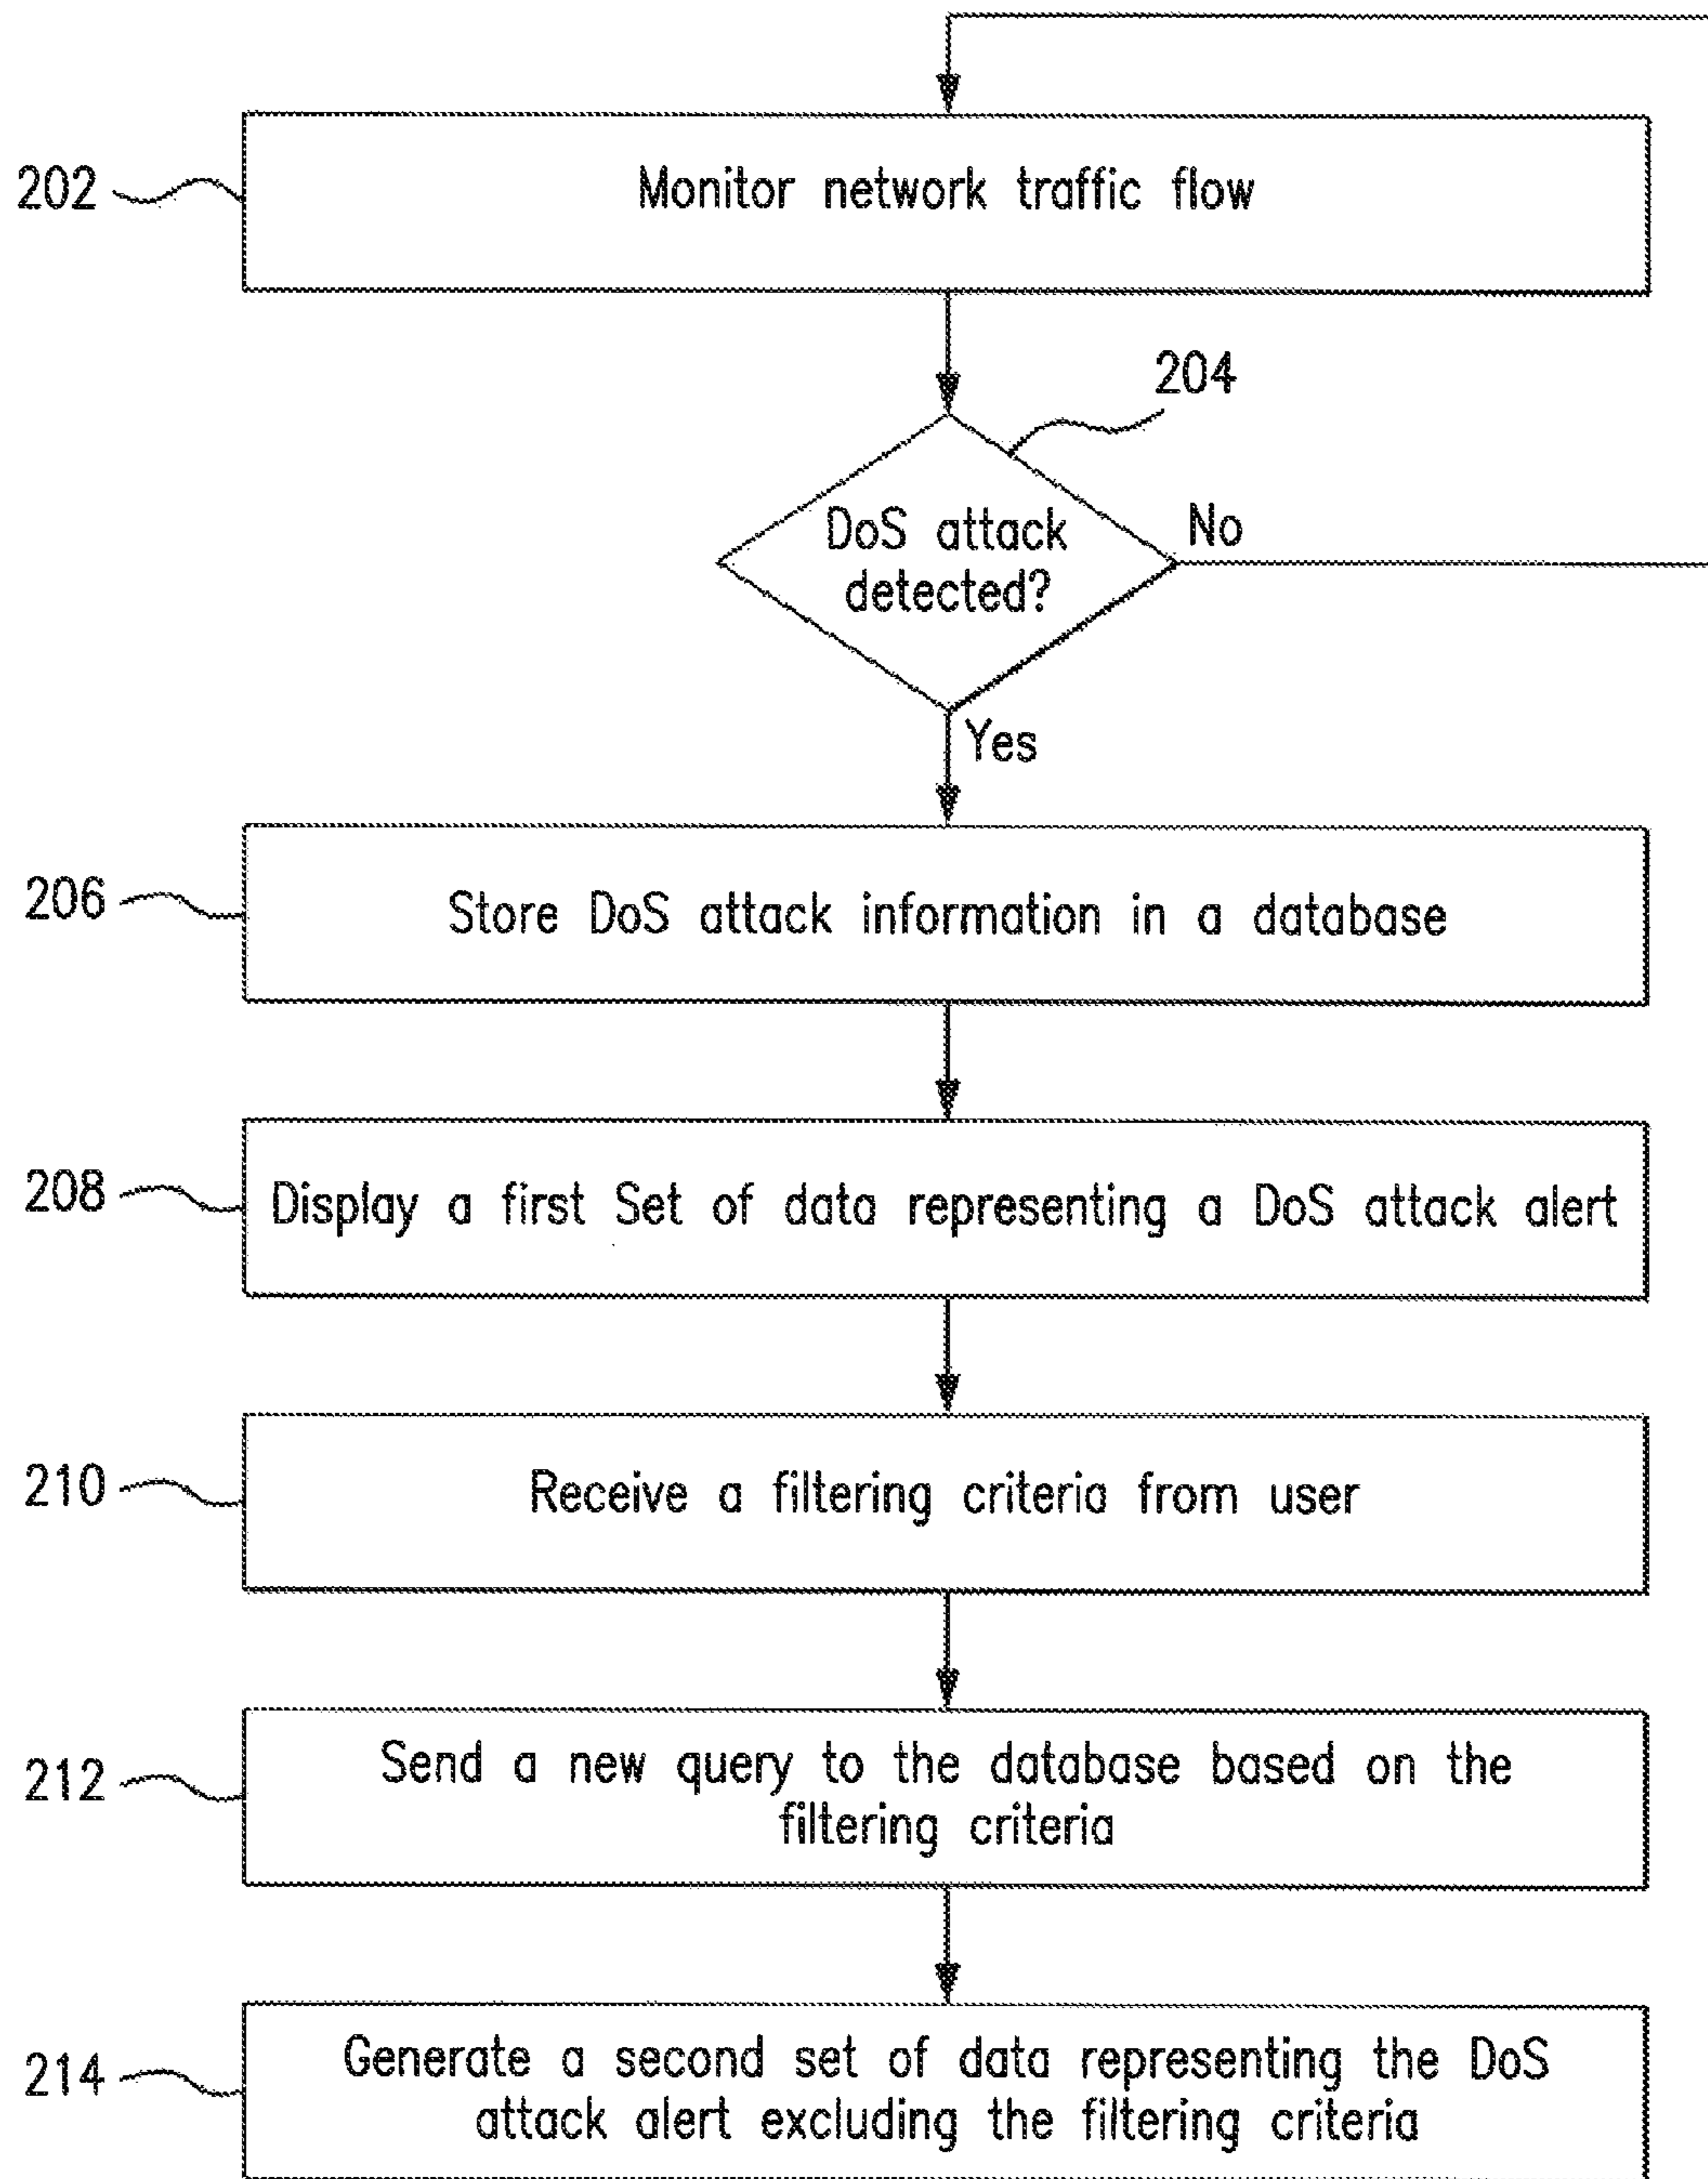 202
Monitor network traffic flow
204
DoS attack
detected?
No
Yes
206
Store DoS attack information in a database
208
Display a first Set of data representing a DoS attack alert
210
Receive a filtering criteria from user
212
Send a new query to the database based on the
filtering criteria
214
Generate a second set of data representing the DoS
attack alert excluding the filtering criteria